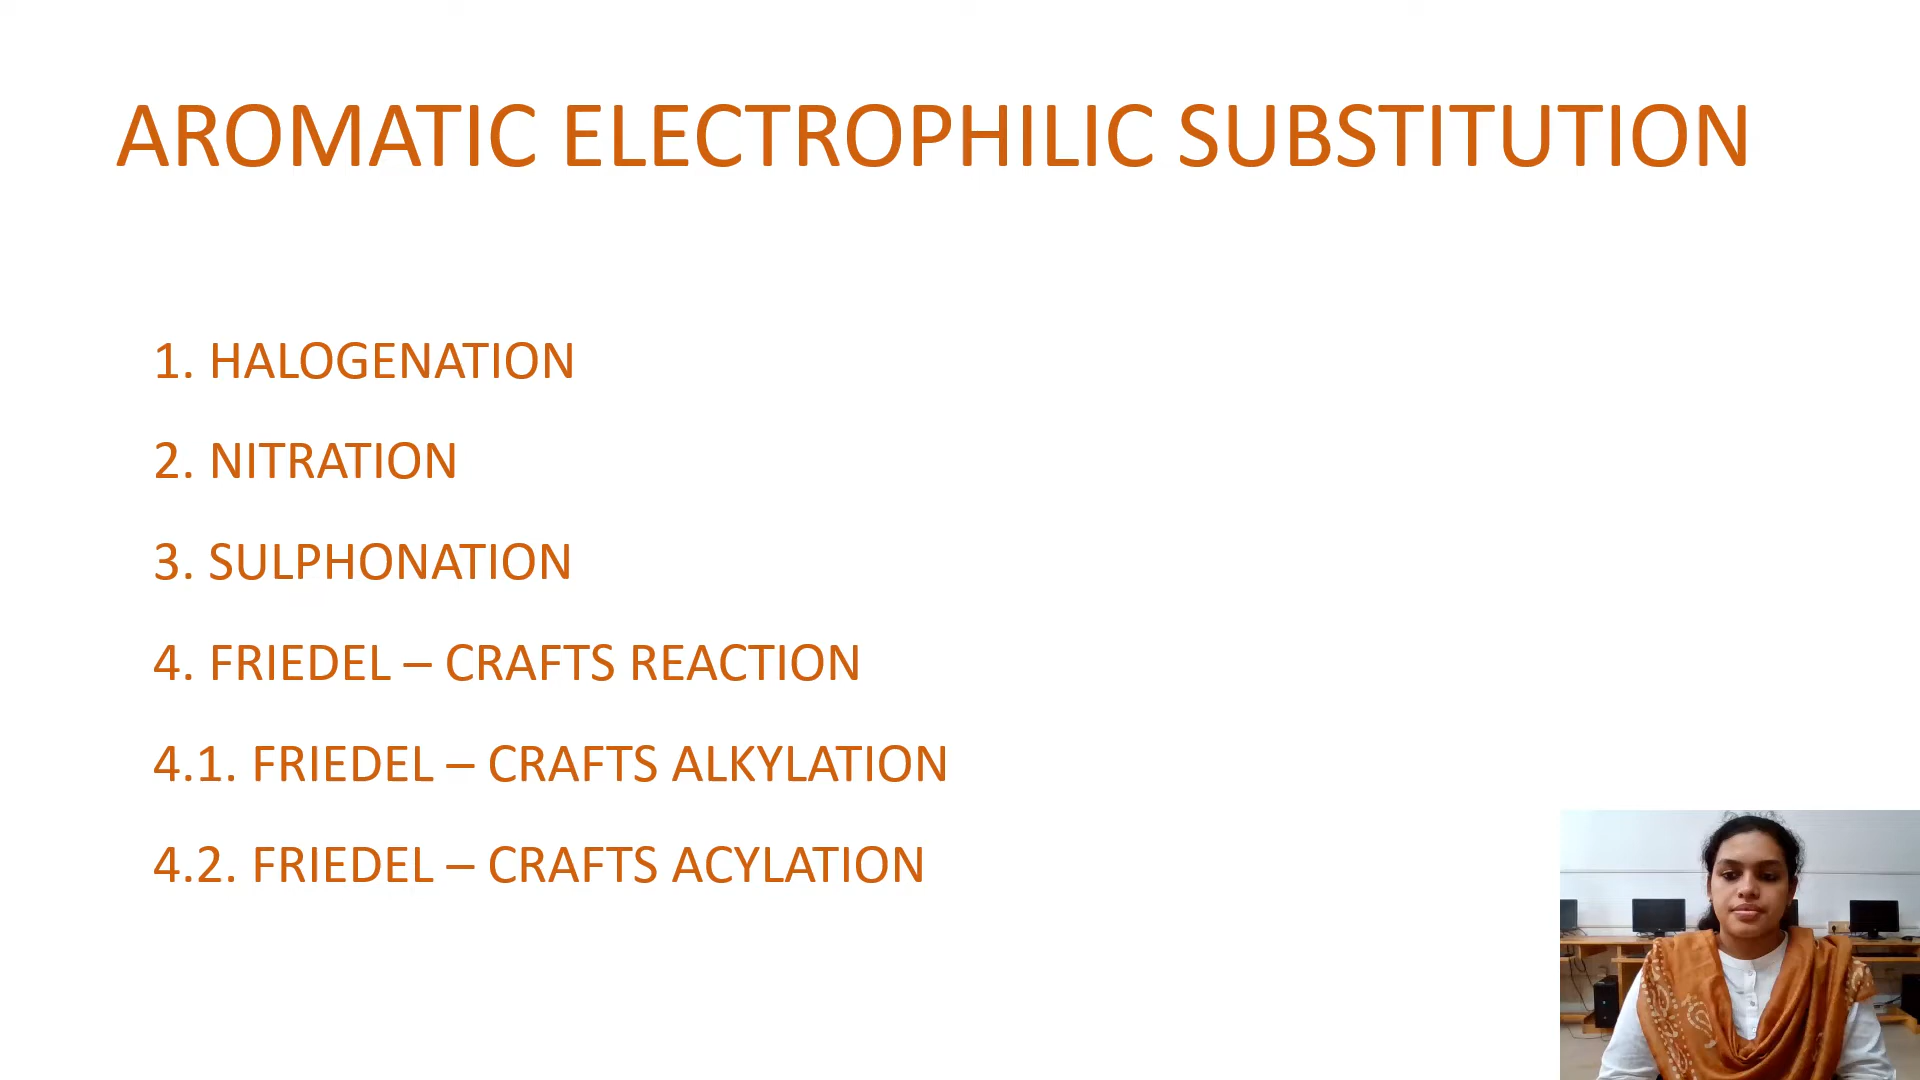 AROMATIC ELECTROPHILIC SUBSTITUTION
1. HALOGENATION
2. NITRATION
3. SULPHONATION
4. FRIEDEL – CRAFTS REACTION
4.1. FRIEDEL – CRAFTS ALKYLATION
4.2. FRIEDEL – CRAFTS ACYLATION